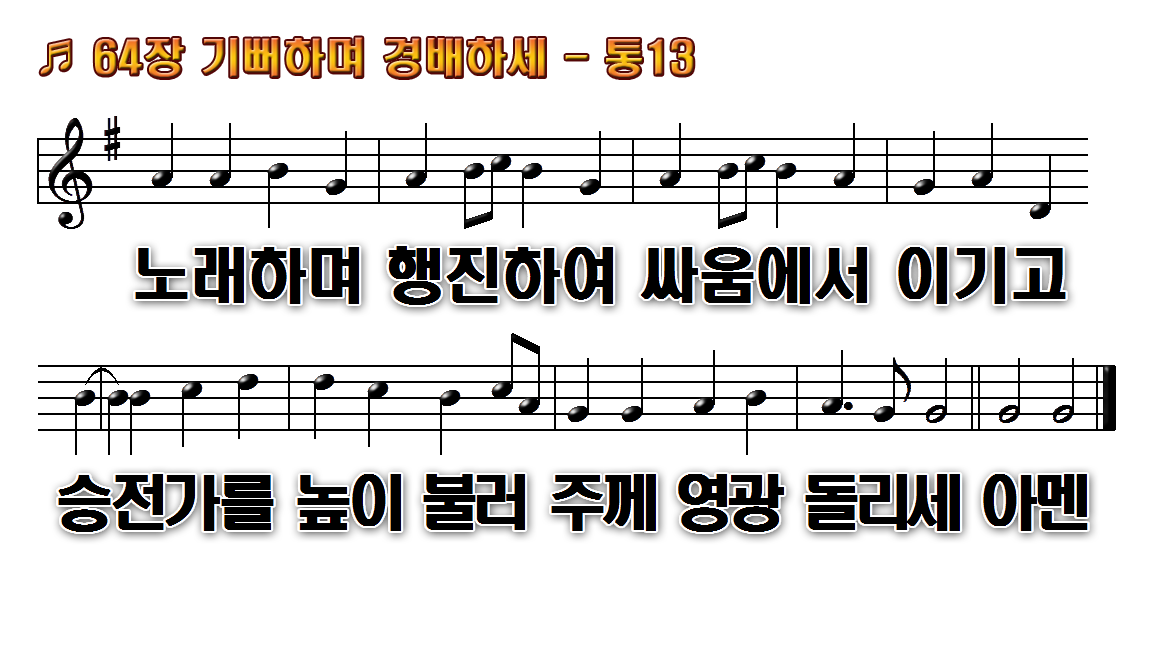 ♬ 64장 기뻐하며 경배하세 - 통13
노래하며 행진하여 싸움에서 이기고
승전가를 높이 불러 주께 영광 돌리세 아멘